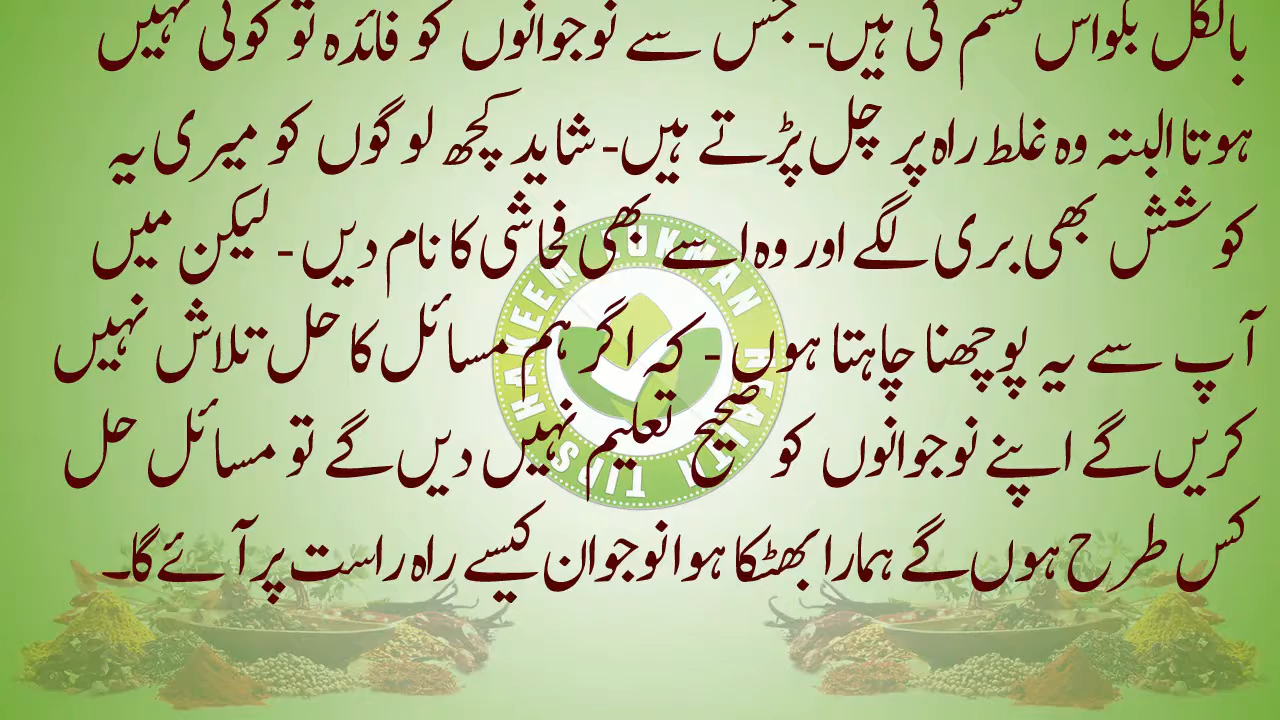 بالکل بکواس قسم کی ہیں- جس سے نوجوانوں کو فائدہ تو کوئی نہیں
ہوتا البتہ وہ غلط راہ پر چل پڑتے ہیں- شاید کچھ لوگوں کو میری یہ
کوشش بھی بری لگے اور وہ اسے بھی فحاشی کا نام دیں - لیکن میں
آپ سے یہ پوچھنا چاہتا ہوں - کہ اگر ہم مسائل کا حل تلاش نہیں
کریں گے اپنے نوجوانوں کو صحیح تعلیم نہیں دیں گے تو مسائل حل
کس طرح ہوں گے ہمارا بھٹکا ہوا نوجوان کیسے راہ راست پر آئے گا۔
HAKEEM LUKMAN HEALTH TIPS